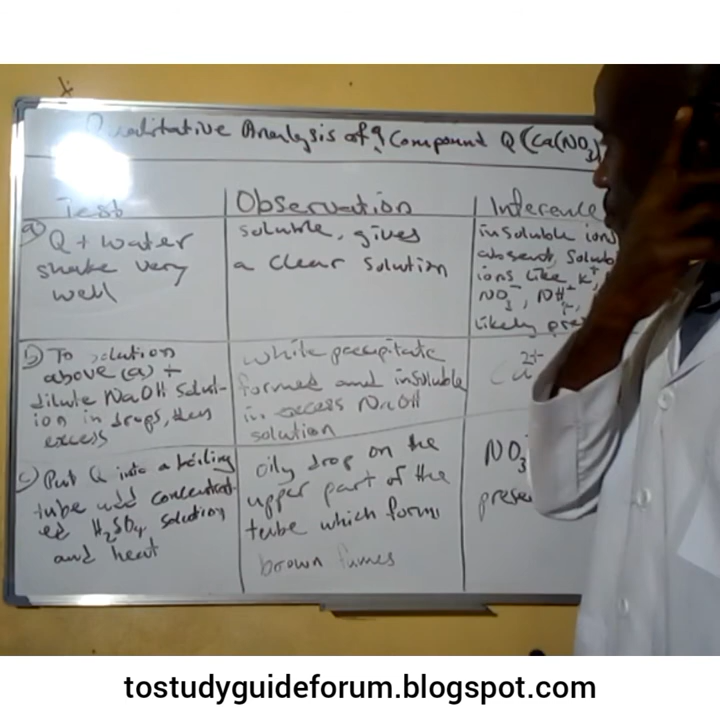 Qualitative Analysis of a Compound Q (Ca(NO3)
Test
Observation
Inference
a) Q + water
shake very
well
soluble, gives
a clear solution
insoluble ions
absent, Solub
ions like K+,
NO3-, NH4+,
likely pre
b) To solution
above (a) +
dilute NaOH Solut-
ion in drops, then
excess
white precipitate
formed and insoluble
in excess NaOH
solution
Ca2+
c) Put Q into a boiling
tube add concentrat-
ed H2SO4 solution
and heat
oily drop on the
upper part of the
tube which forms
brown fumes
NO3-
prese
tostudyguideforum.blogspot.com